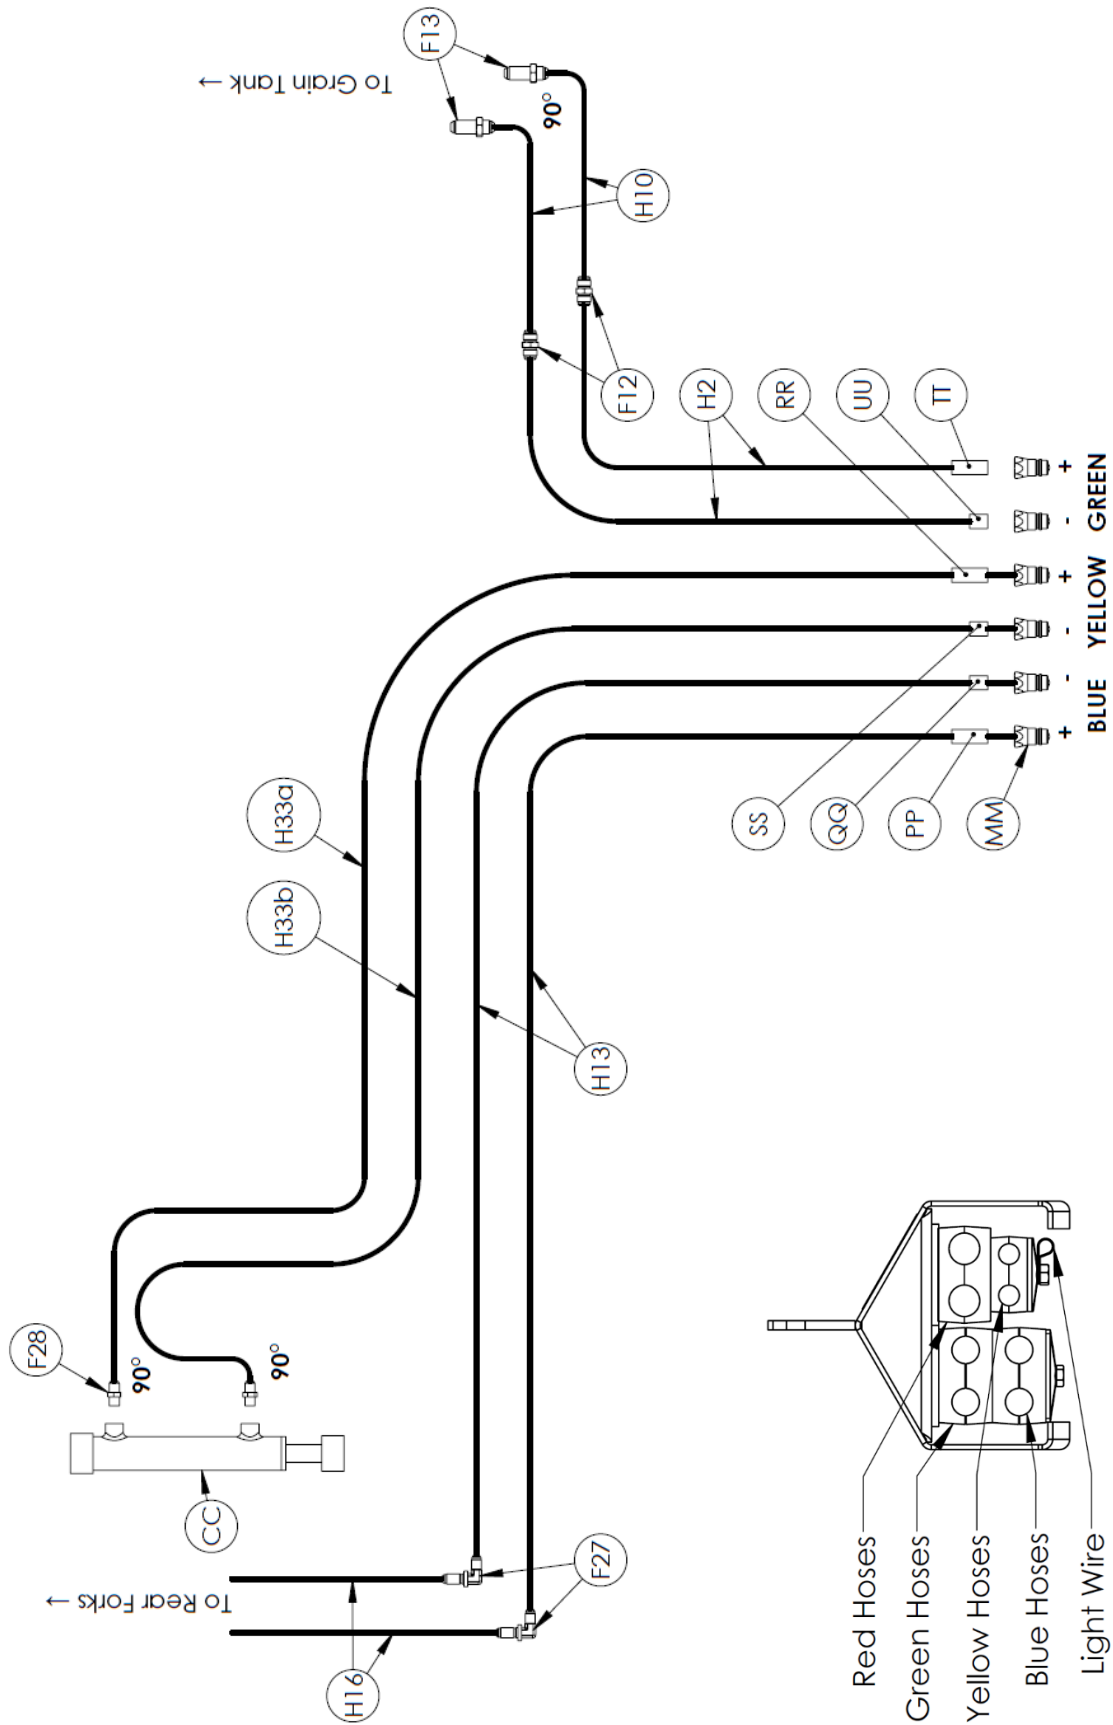 To Grain Tank →
F13
90°
H10
F12
H2
RR
UU
TT
+ - + - - +
GREEN
YELLOW
BLUE
H33a
H33b
SS
QQ
PP
MM
H13
F28
90°
90°
CC
To Rear Forks →
F27
H16
Red Hoses
Green Hoses
Yellow Hoses
Blue Hoses
Light Wire